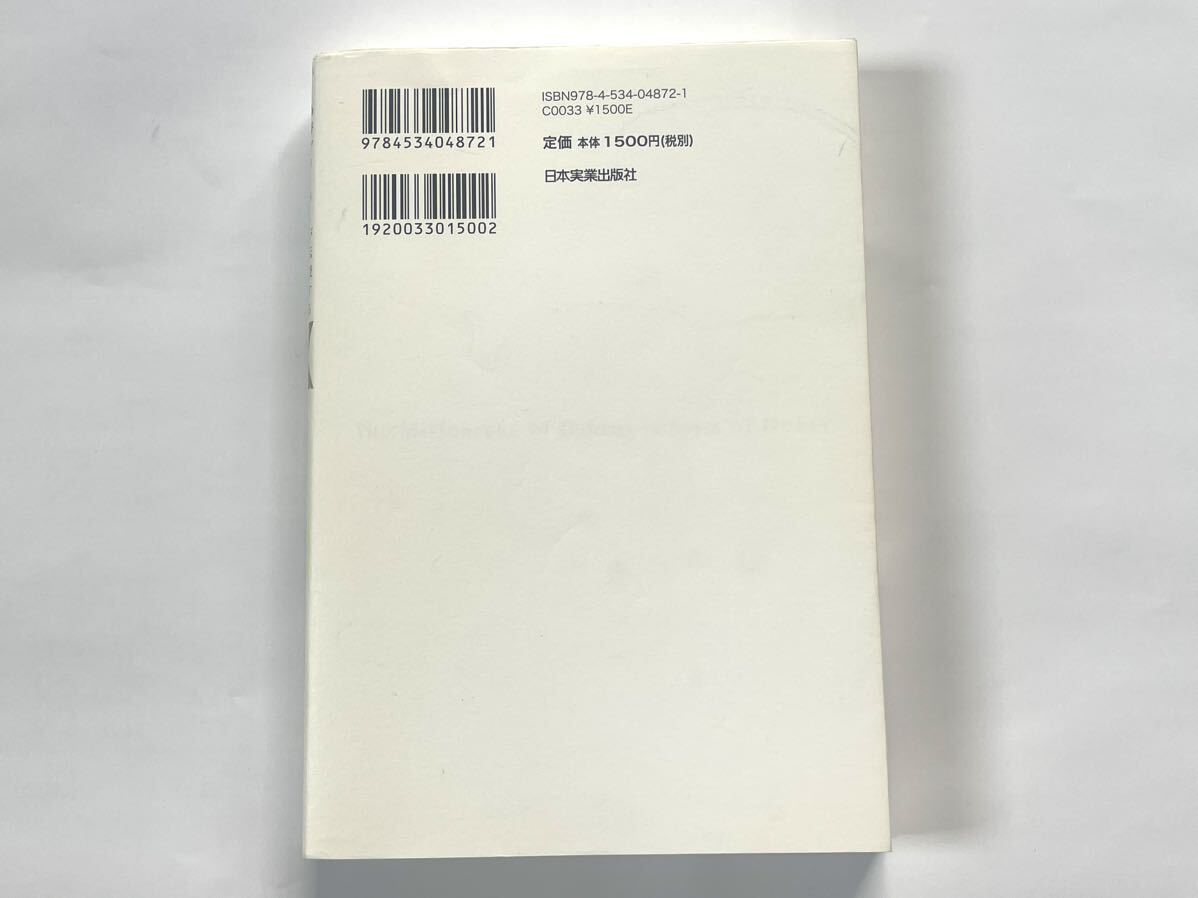 ISBN978-4-534-04872-1
C0033 ¥1500E
9784534048721
定価 本体1500円(税別)
日本実業出版社
1920033015002